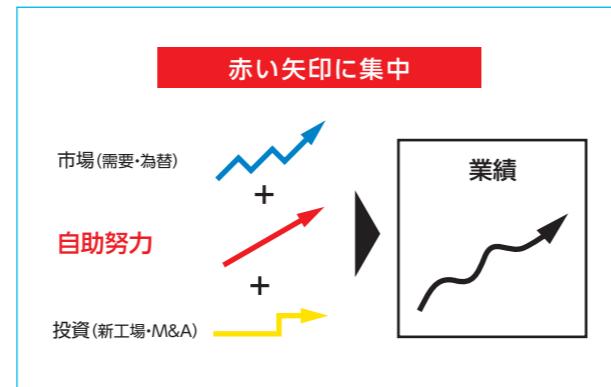 赤い矢印に集中
市場(需要・為替)
+
自助努力
+
投資(新工場・M&A)
業績